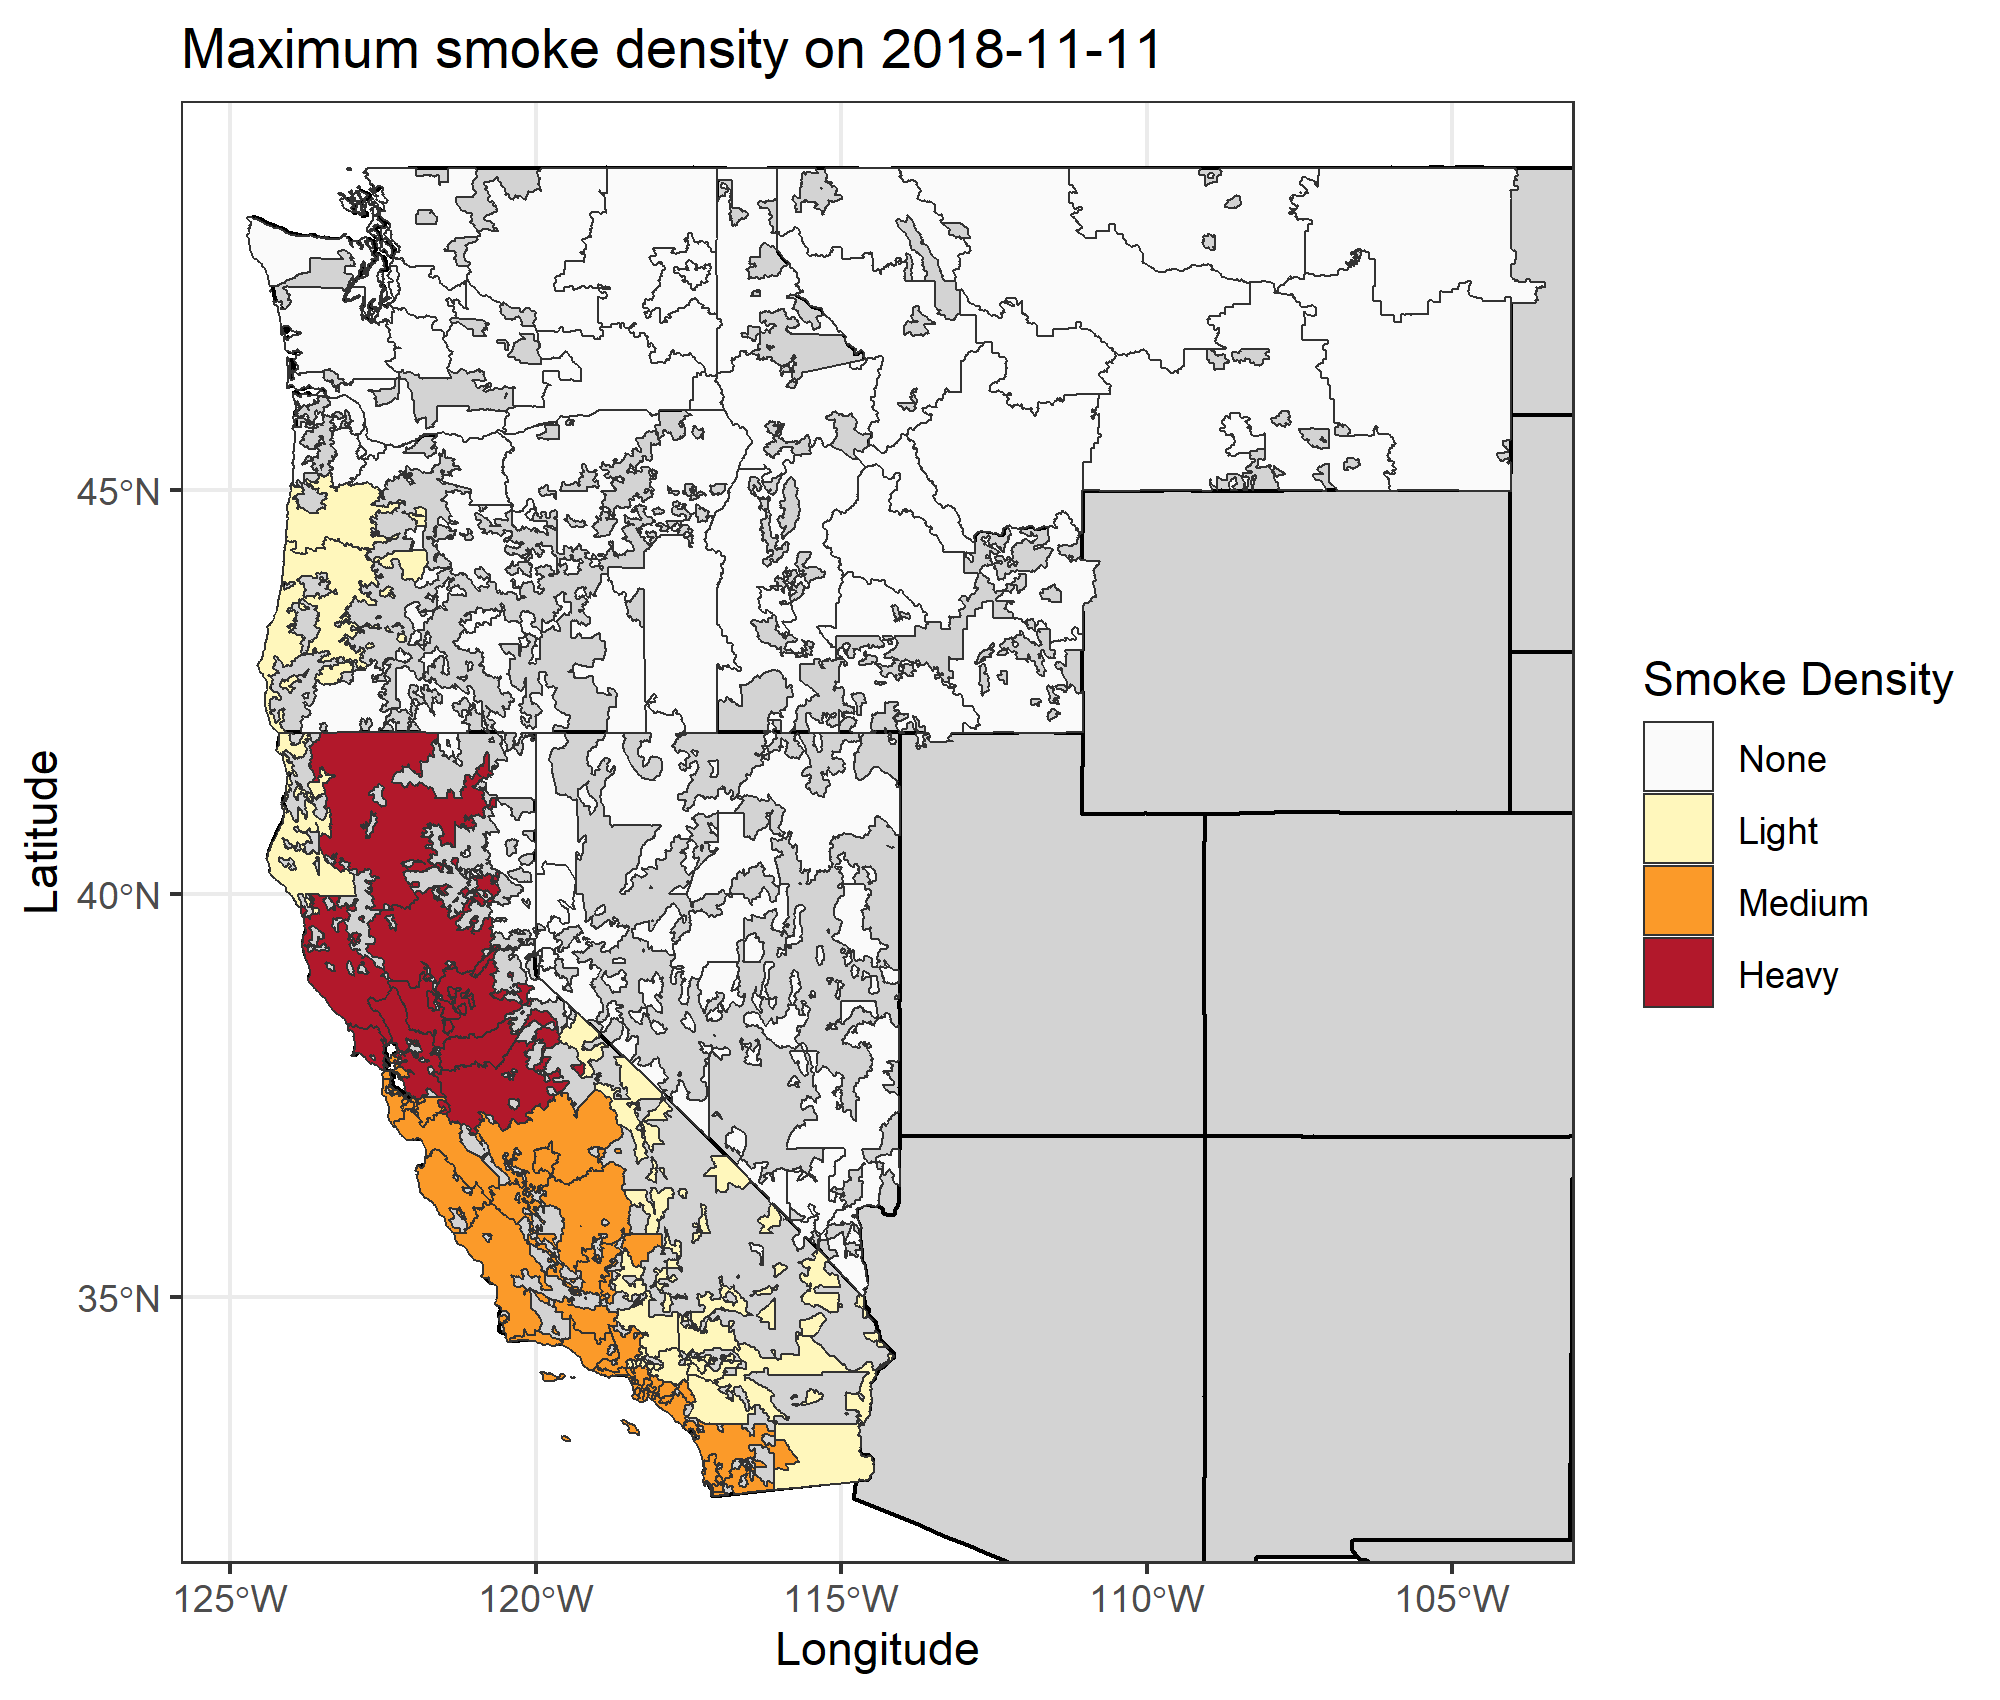 Maximum smoke density on 2018-11-11
45°N
40°N
35°N
Latitude
125°W
120°W
115°W
110°W
105°W
Longitude
Smoke Density
None
Light
Medium
Heavy